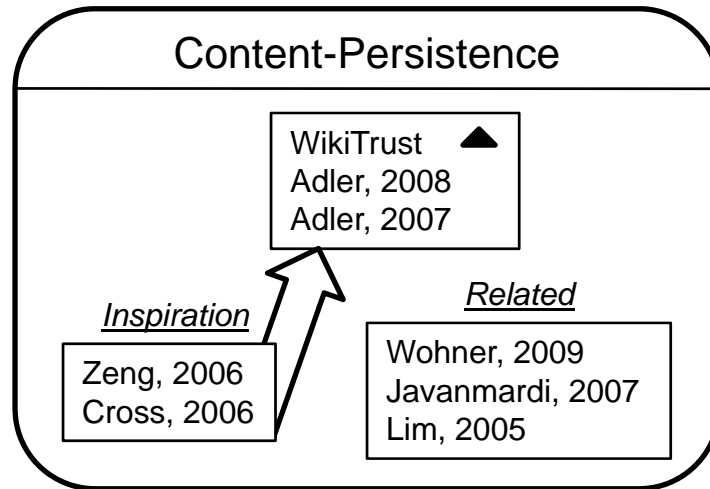 Content-Persistence
WikiTrust
Adler, 2008
Adler, 2007
Inspiration
Zeng, 2006
Cross, 2006
Related
Wohner, 2009
Javanmardi, 2007
Lim, 2005